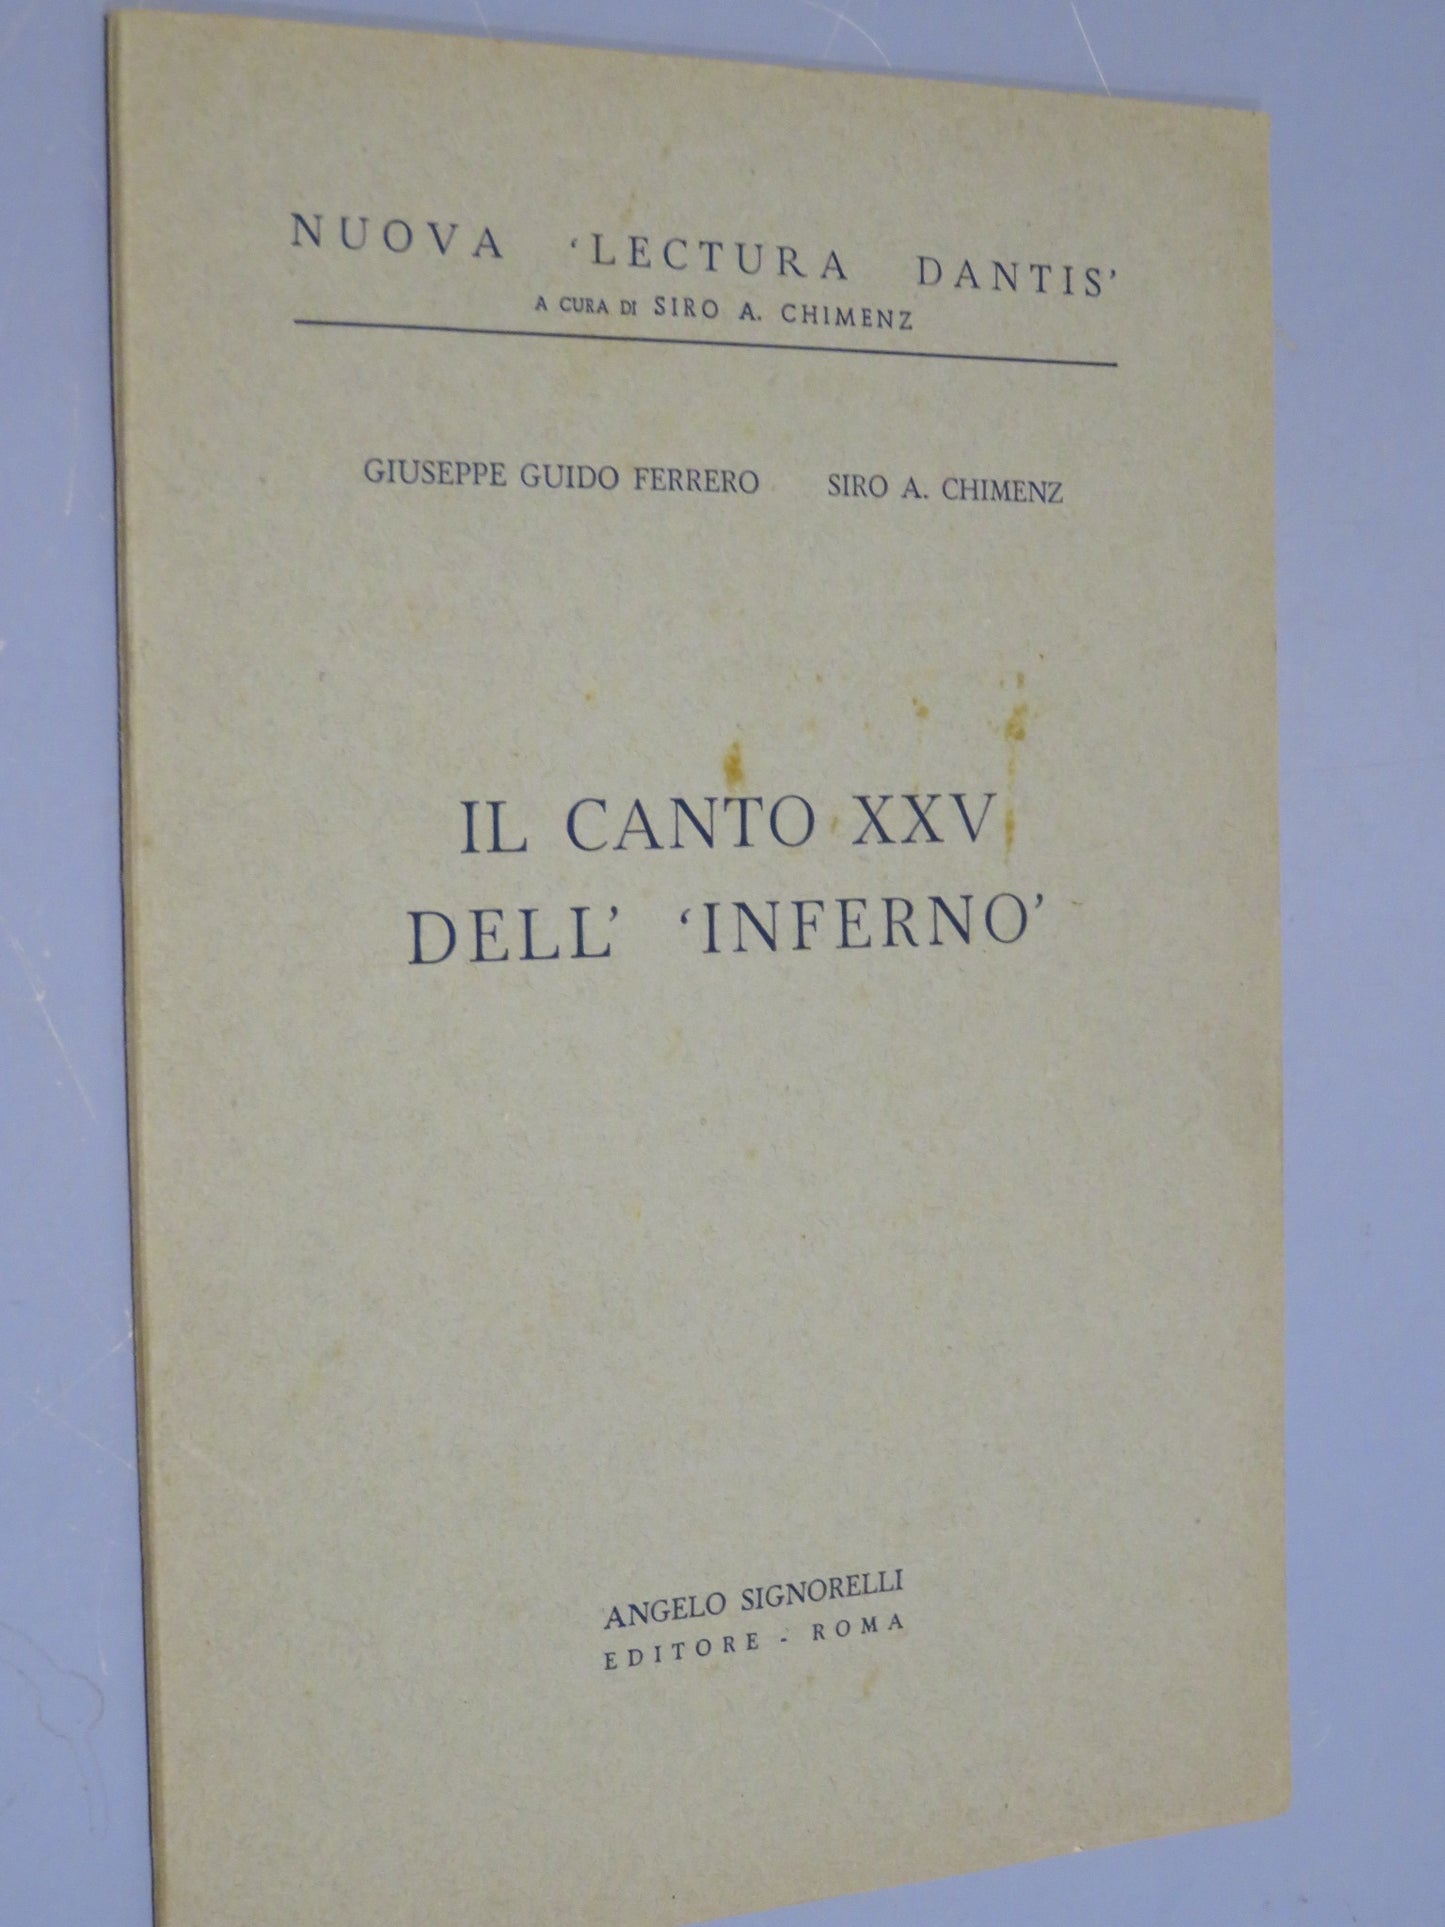 NUOVA ‘LECTURA DANTIS’
A CURA DI SIRO A. CHIMENZ
GIUSEPPE GUIDO FERRERO SIRO A. CHIMENZ
IL CANTO XXV
DELL’ ‘INFERNO’
ANGELO SIGNORELLI
EDITORE - ROMA